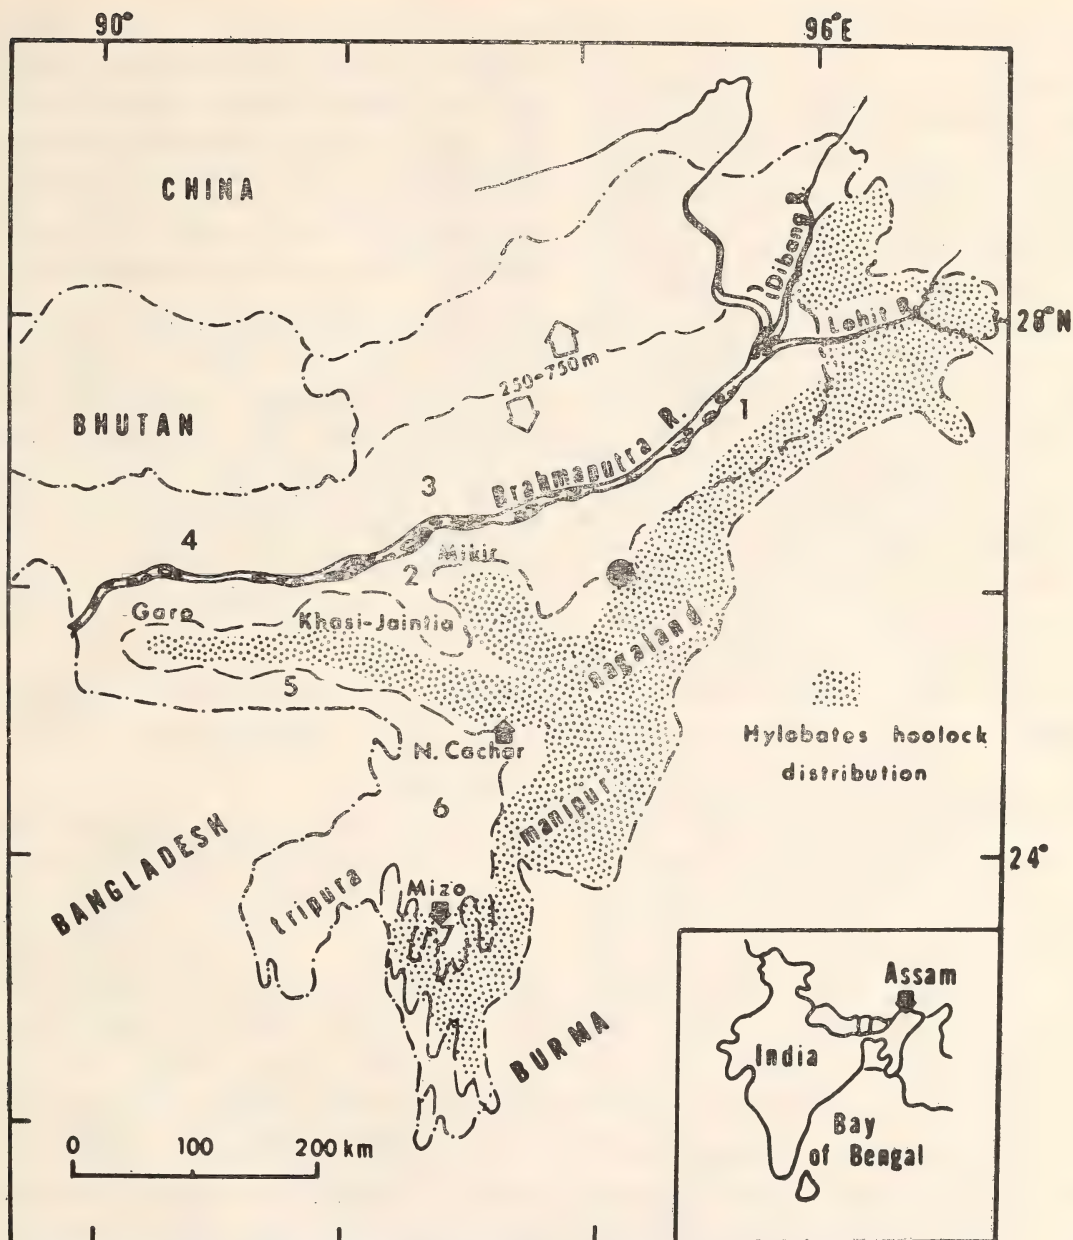 90°
96°E
CHINA
Dibang R.
Lohit R.
28°N
250-750m
BHUTAN
1
Brahmaputra R.
3
4
Mikir
2
Garo
Khasi-Jaintia
nagaland
5
Hylobates hoolock
distribution
N. Cachar
6
manipur
24°
BANGLADESH
tripura
Mizo
7
Assam
BURMA
India
Bay
of Bengal
0 100 200 km